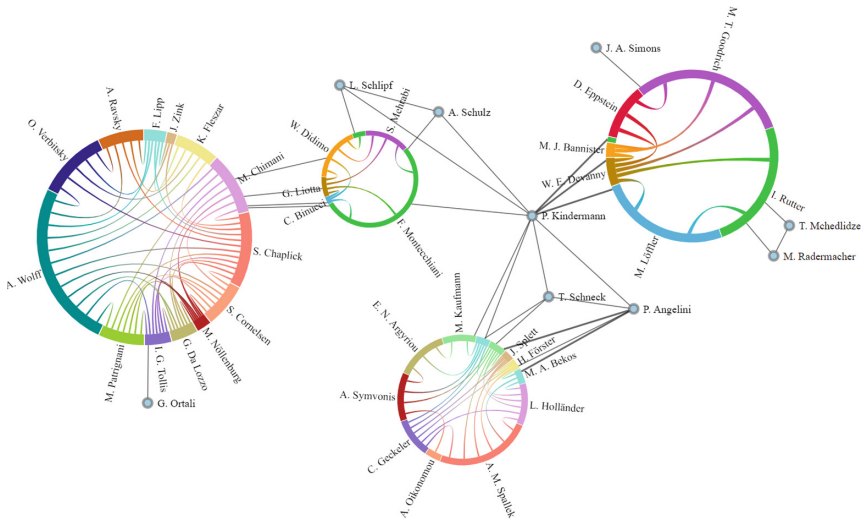 M. T. Goodrich
J. A. Simons
D. Eppstein
M. J. Bannister
W. E. Devanny
M. Löffler
I. Rutter
T. Mchedlidze
M. Radermacher
L. Schlipf
A. Schulz
S. Mehrabi
W. Didimo
G. Liotta
C. Binucci
F. Montecchiani
P. Kindermann
O. Verbitsky
A. Ravsky
F. Lipp
J. Zink
K. Fleszar
M. Chimani
S. Chaplick
S. Cornelsen
M. Nöllenburg
G. Da Lozzo
I. G. Tollis
M. Patrignani
A. Wolff
G. Ortali
T. Schneck
P. Angelini
M. Kaufmann
E. N. Argyriou
A. Symvonis
C. Geckeler
A. Oikonomou
A. M. Spallek
L. Holländer
M. A. Bekos
H. Förster
J. Splett